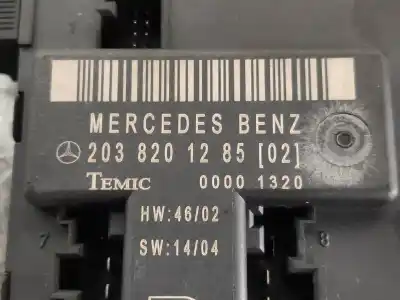 MERCEDES BENZ
203 820 12 85 [02]
TEMIC 0000 1320
HW:46/02
SW:14/04
7
8